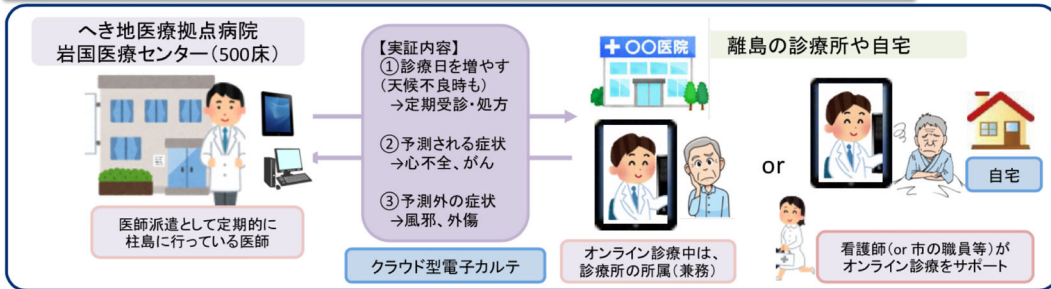 へき地医療拠点病院
岩国医療センター(500床)
医師派遣として定期的に
柱島に行っている医師
【実証内容】
①診療日を増やす
(天候不良時も)
→定期受診・処方
②予測される症状
→心不全、がん
③予測外の症状
→風邪、外傷
クラウド型電子カルテ
〇〇医院
離島の診療所や自宅
オンライン診療中は、
診療所の所属(兼務)
or
自宅
看護師(or 市の職員等)が
オンライン診療をサポート